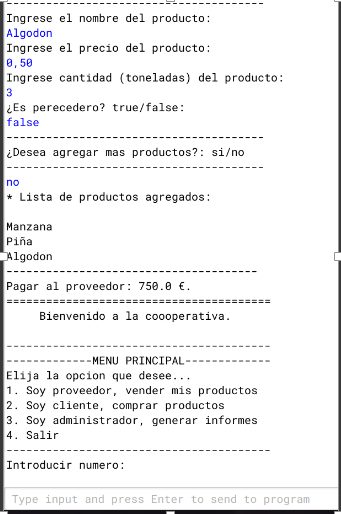 ---------------------------------------
Ingrese el nombre del producto:
Algodon
Ingrese el precio del producto:
0,50
Ingrese cantidad (toneladas) del producto:
3
¿Es perecedero? true/false:
false
---------------------------------------
¿Desea agregar mas productos?: si/no
---------------------------------------
no
* Lista de productos agregados:
Manzana
Piña
Algodon
--------------------------------------
Pagar al proveedor: 750.0 €.
========================================
Bienvenido a la coooperativa.
----------------------------------------
-------------MENU PRINCIPAL-------------
Elija la opcion que desee...
1. Soy proveedor, vender mis productos
2. Soy cliente, comprar productos
3. Soy administrador, generar informes
4. Salir
----------------------------------------
Introducir numero:
Type input and press Enter to send to program